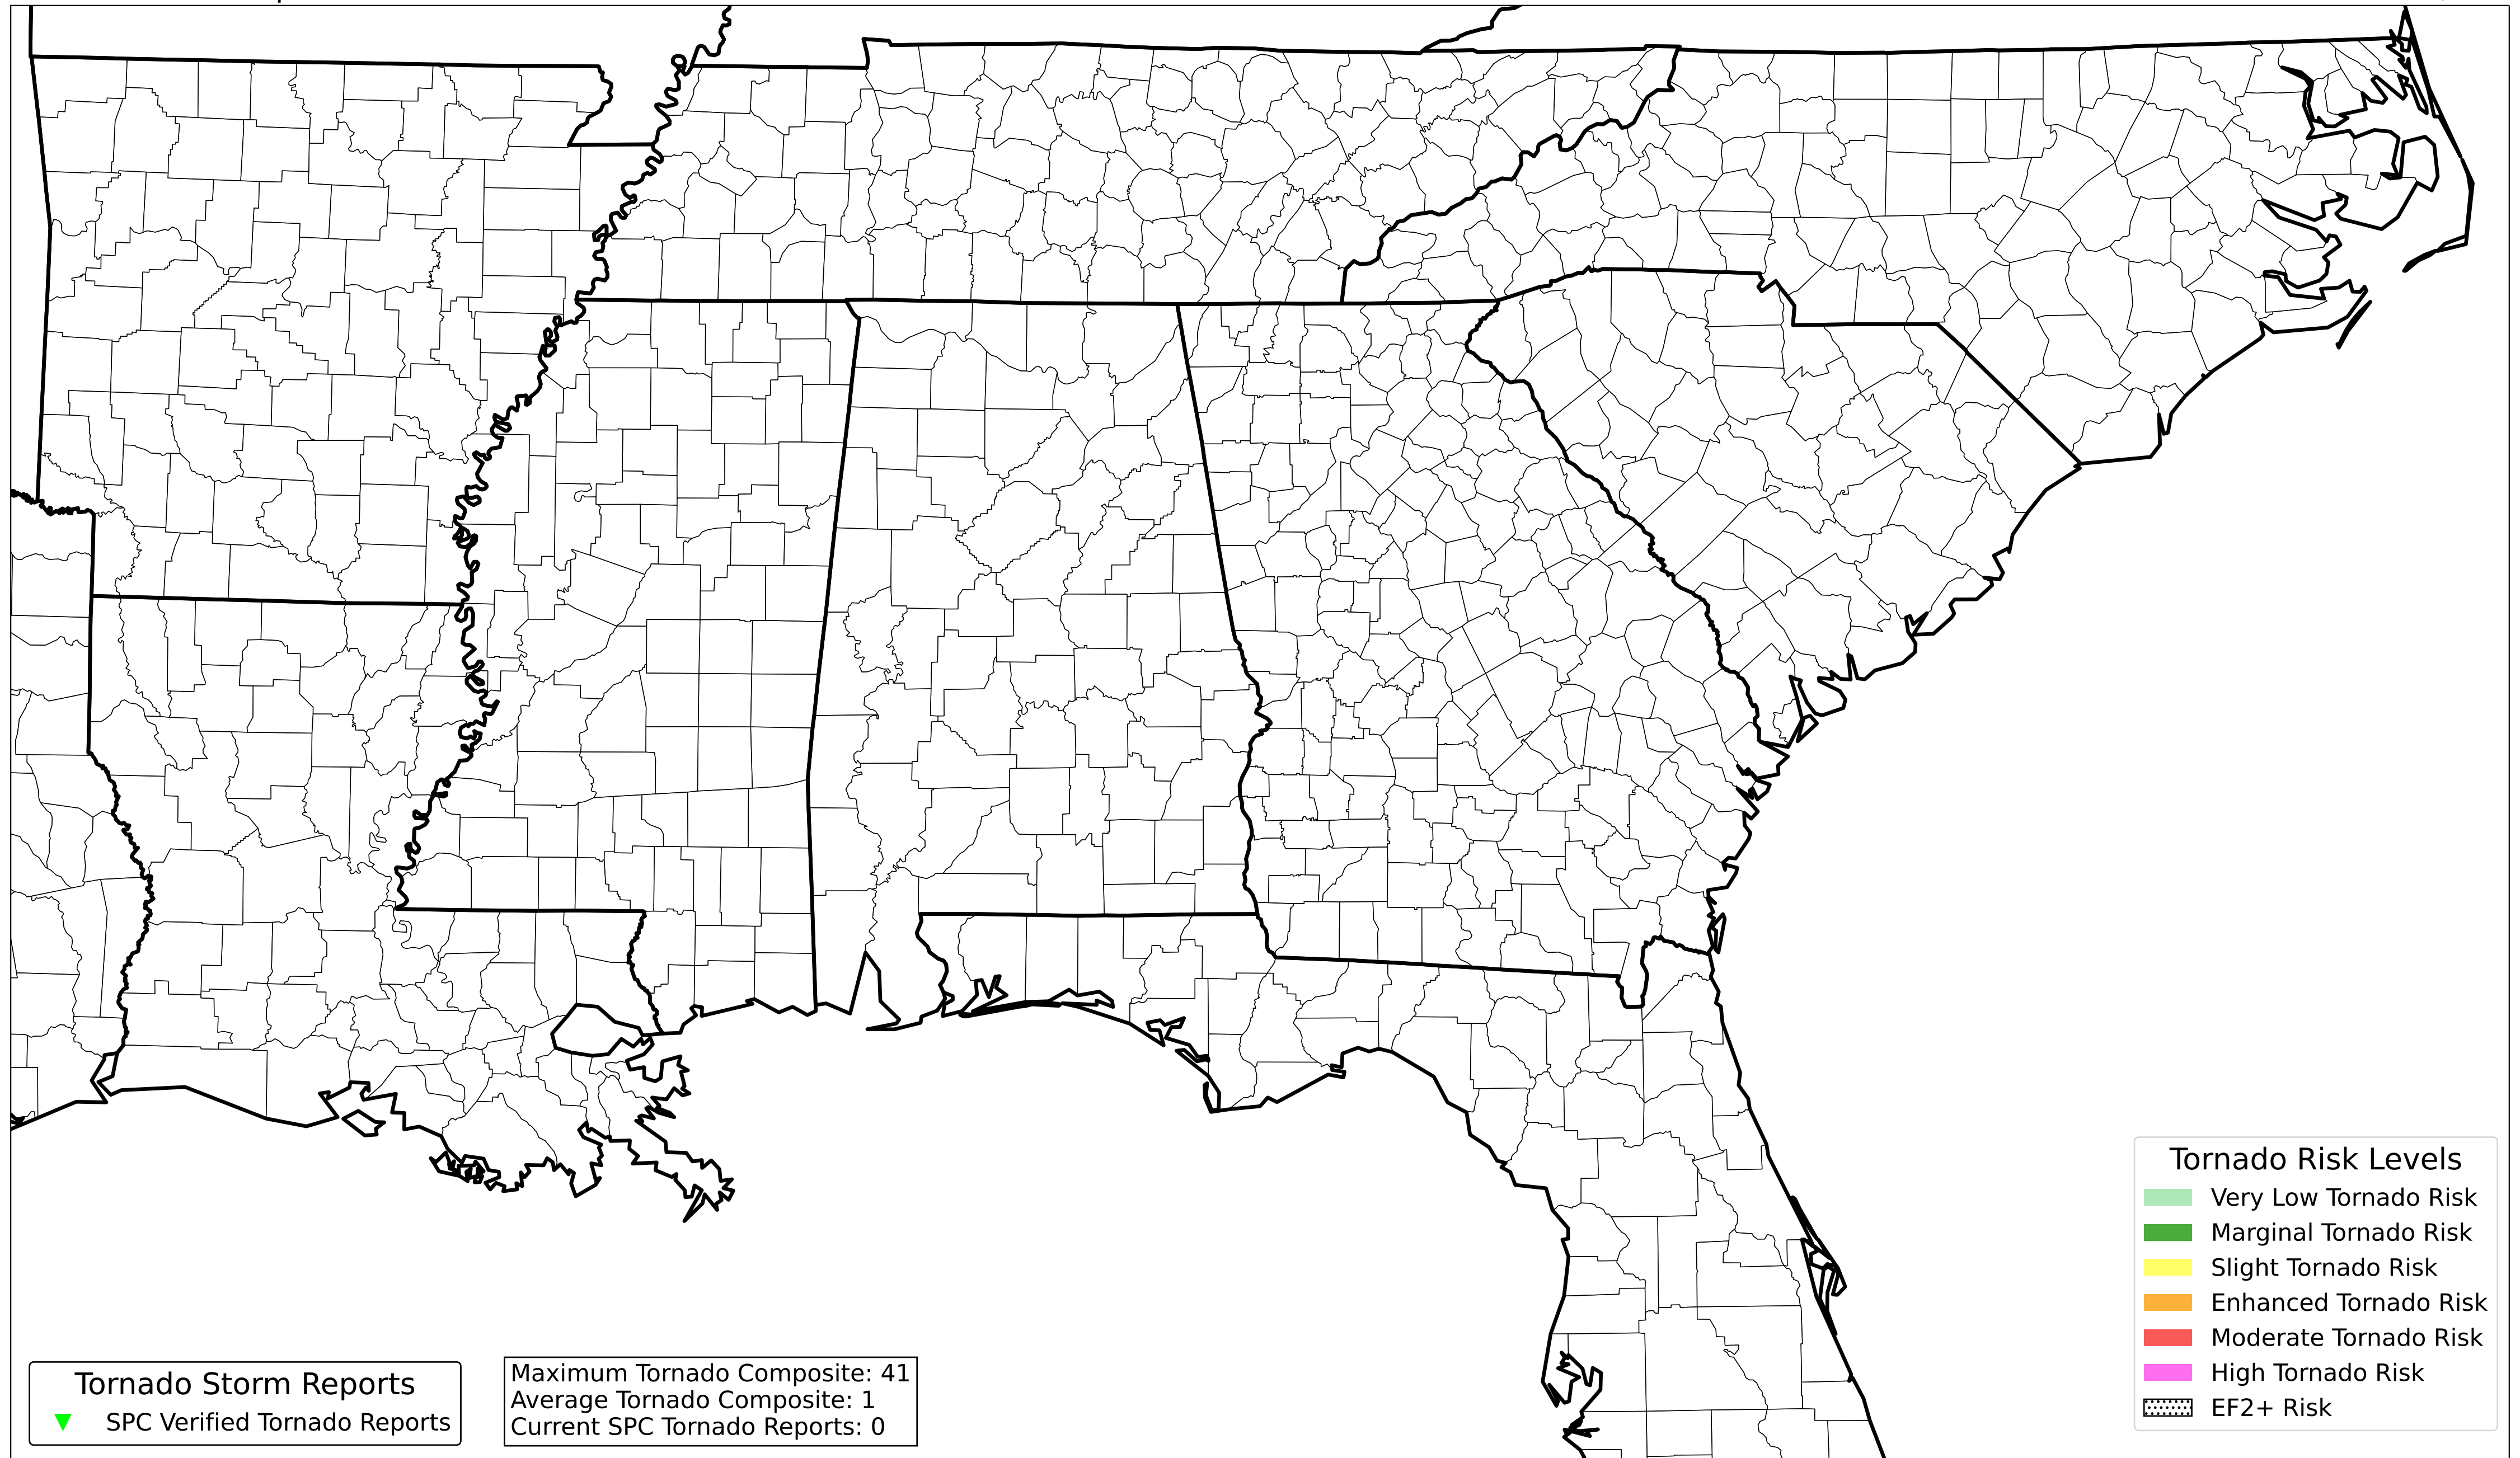 Tornado Risk Levels
Very Low Tornado Risk
Marginal Tornado Risk
Slight Tornado Risk
Enhanced Tornado Risk
Moderate Tornado Risk
High Tornado Risk
EF2+ Risk
Tornado Storm Reports
SPC Verified Tornado Reports
Maximum Tornado Composite: 41
Average Tornado Composite: 1
Current SPC Tornado Reports: 0